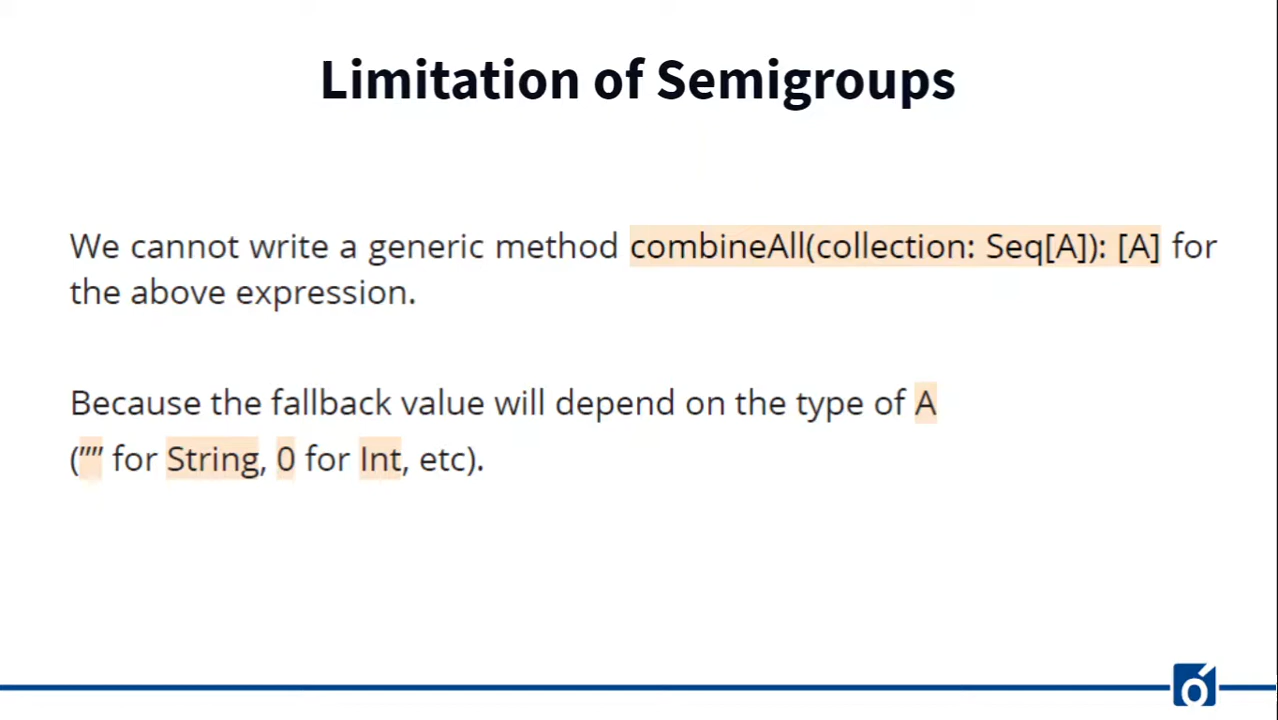 Limitation of Semigroups
We cannot write a generic method combineAll(collection: Seq[A]): [A] for
the above expression.
Because the fallback value will depend on the type of A
(”” for String, 0 for Int, etc).